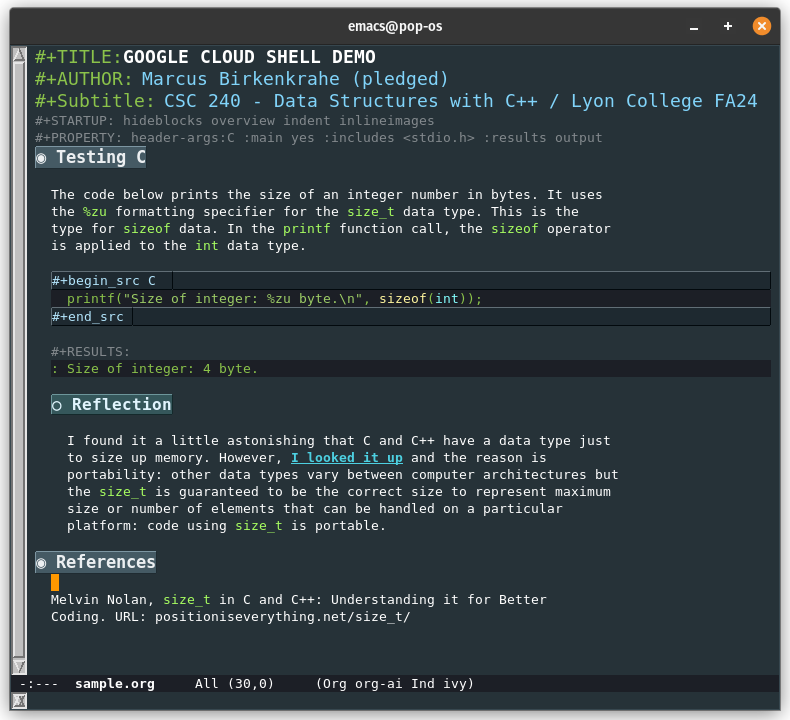 emacs@pop-os
#+TITLE:GOOGLE CLOUD SHELL DEMO
#+AUTHOR: Marcus Birkenkrahe (pledged)
#+Subtitle: CSC 240 - Data Structures with C++ / Lyon College FA24
#+STARTUP: hideblocks overview indent inlineimages
#+PROPERTY: header-args:C :main yes :includes <stdio.h> :results output
◉ Testing C
The code below prints the size of an integer number in bytes. It uses
the %zu formatting specifier for the size_t data type. This is the
type for sizeof data. In the printf function call, the sizeof operator
is applied to the int data type.
#+begin_src C
printf("Size of integer: %zu byte.\n", sizeof(int));
#+end_src
#+RESULTS:
: Size of integer: 4 byte.
○ Reflection
I found it a little astonishing that C and C++ have a data type just
to size up memory. However, I looked it up and the reason is
portability: other data types vary between computer architectures but
the size_t is guaranteed to be the correct size to represent maximum
size or number of elements that can be handled on a particular
platform: code using size_t is portable.
◉ References
Melvin Nolan, size_t in C and C++: Understanding it for Better
Coding. URL: positioniseverything.net/size_t/
-:--- sample.org All (30,0) (Org org-ai Ind ivy)